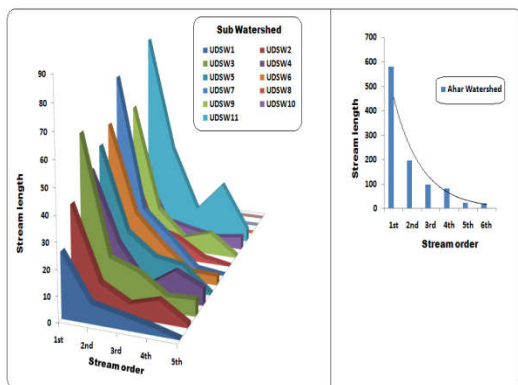 Sub Watershed
UDSW1 UDSW2
UDSW3 UDSW4
UDSW5 UDSW6
UDSW7 UDSW8
UDSW9 UDSW10
UDSW11
Stream length
90
80
70
60
50
40
30
20
10
0
1st 2nd 3rd 4th 5th
Stream order
Stream length
700
600
500
400
300
200
100
0
1st 2nd 3rd 4th 5th 6th
Stream order
Ahar Watershed